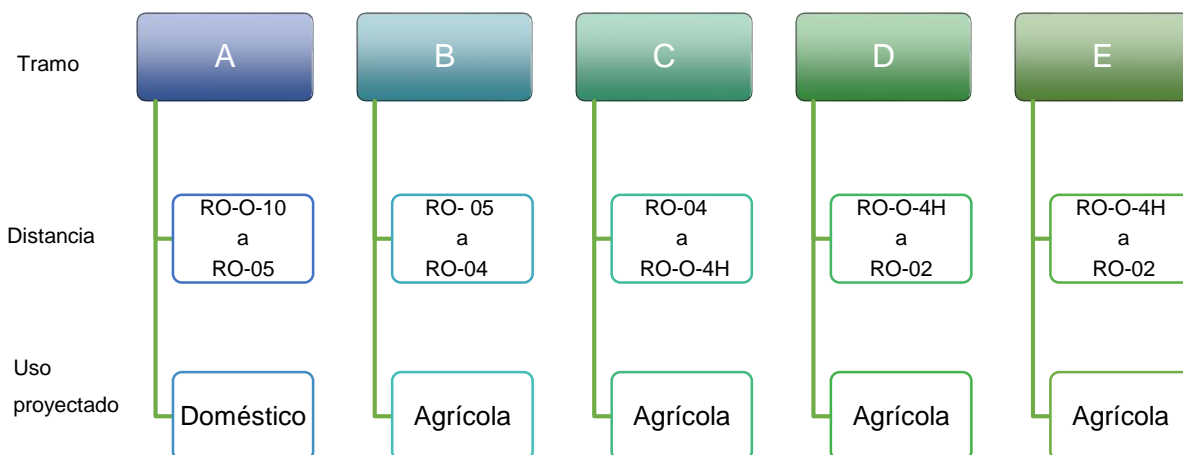 Tramo
A
B
C
D
E
Distancia
RO-O-10
a
RO-05
RO- 05
a
RO-04
RO-04
a
RO-O-4H
RO-O-4H
a
RO-02
RO-O-4H
a
RO-02
Uso
proyectado
Doméstico
Agrícola
Agrícola
Agrícola
Agrícola